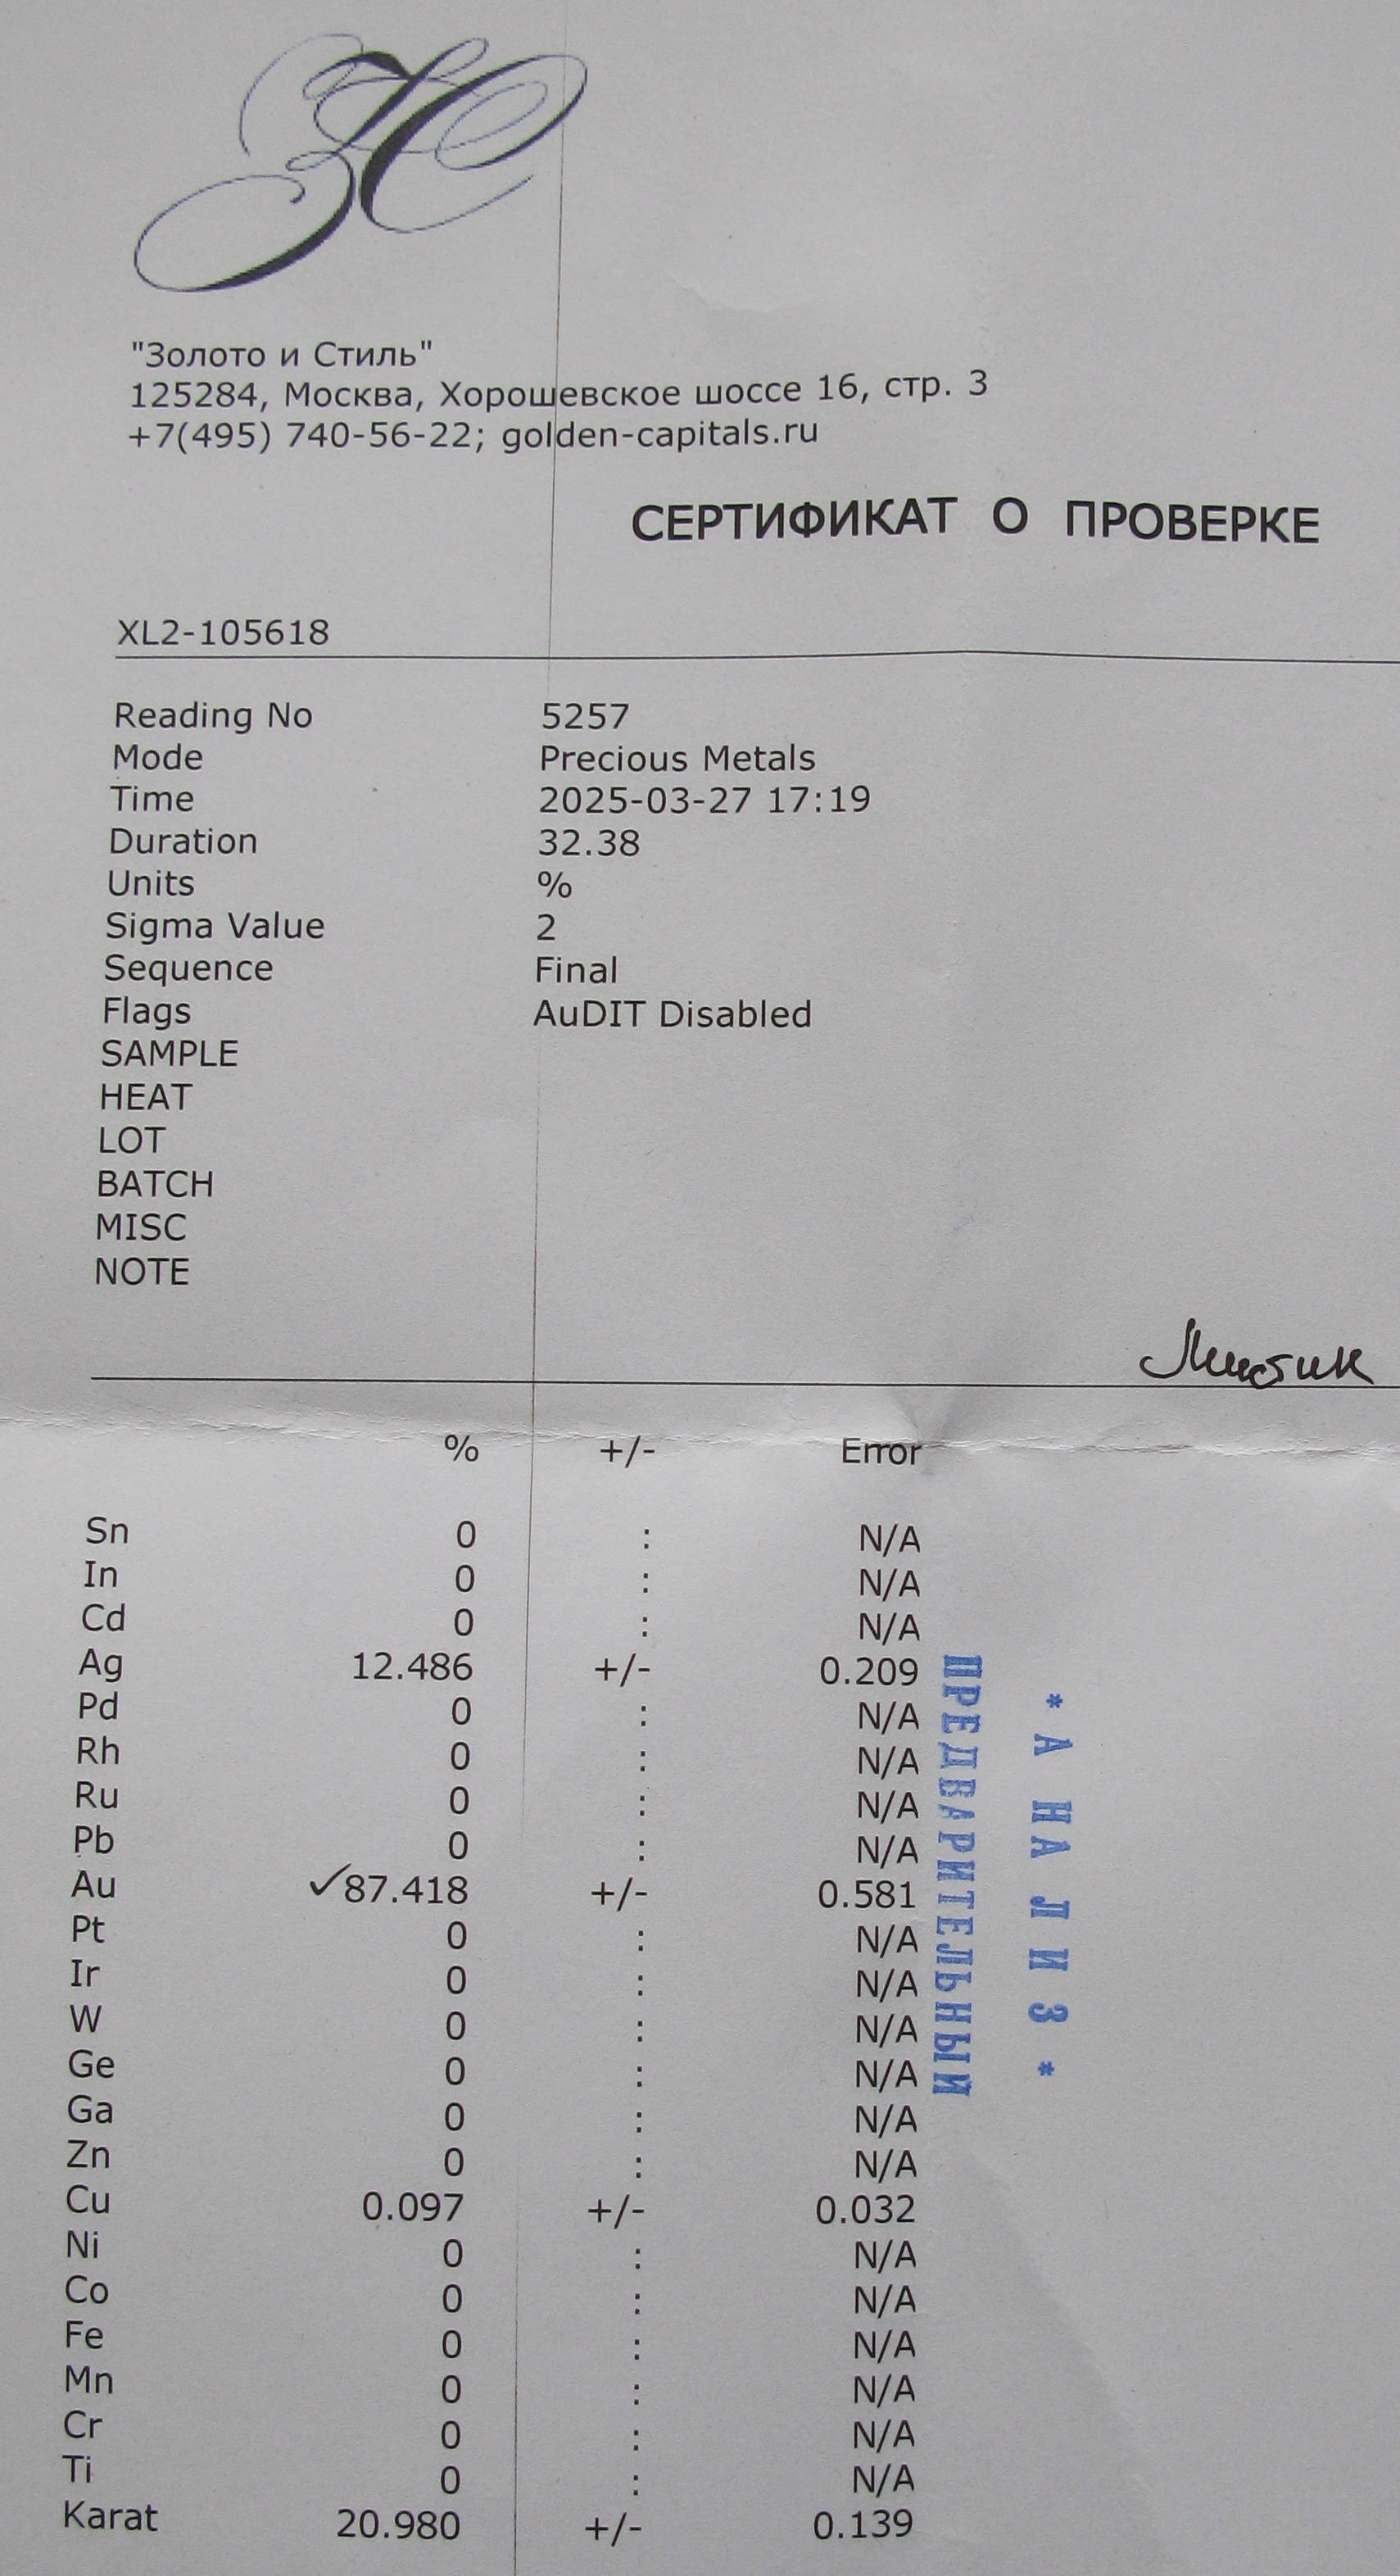 ЗС
"Золото и Стиль"
125284, Москва, Хорошевское шоссе 16, стр. 3
+7(495) 740-56-22; golden-capitals.ru
СЕРТИФИКАТ О ПРОВЕРКЕ
XL2-105618
Reading No 5257
Mode Precious Metals
Time 2025-03-27 17:19
Duration 32.38
Units %
Sigma Value 2
Sequence Final
Flags AuDIT Disabled
SAMPLE
HEAT
LOT
BATCH
MISC
NOTE
% +/- Error
Sn 0 : N/A
In 0 : N/A
Cd 0 : N/A
Ag 12.486 +/- 0.209
Pd 0 : N/A
Rh 0 : N/A
Ru 0 : N/A
Pb 0 : N/A
Au ✓87.418 +/- 0.581
Pt 0 : N/A
Ir 0 : N/A
W 0 : N/A
Ge 0 : N/A
Ga 0 : N/A
Zn 0 : N/A
Cu 0.097 +/- 0.032
Ni 0 : N/A
Co 0 : N/A
Fe 0 : N/A
Mn 0 : N/A
Cr 0 : N/A
Ti 0 : N/A
Karat 20.980 +/- 0.139
* А НА ЛИЗ *
ПРЕДВАРИТЕЛЬНЫЙ